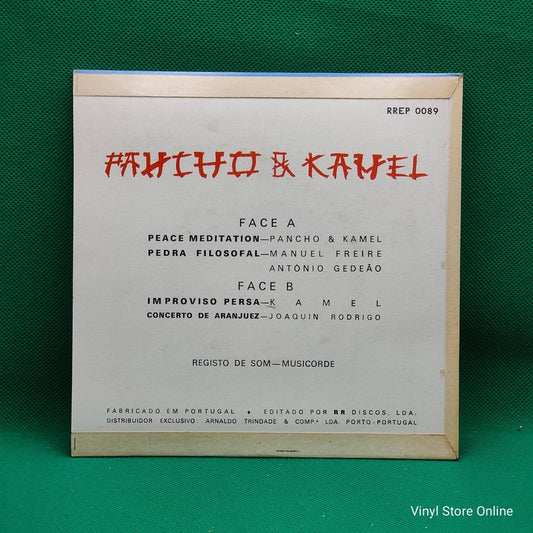 RREP 0089
PANCHO & KAMEL
FACE A
PEACE MEDITATION—PANCHO & KAMEL
PEDRA FILOSOFAL—MANUEL FREIRE
ANTÓNIO GEDEÃO
FACE B
IMPROVISO PERSA—KAMEL
CONCERTO DE ARANJUEZ—JOAQUIN RODRIGO
REGISTO DE SOM—MUSICORDE
FABRICADO EM PORTUGAL • EDITADO POR RR DISCOS, LDA.
DISTRIBUIDOR EXCLUSIVO: ARNALDO TRINDADE & COMP.ª LDA. PORTO-PORTUGAL
Vinyl Store Online